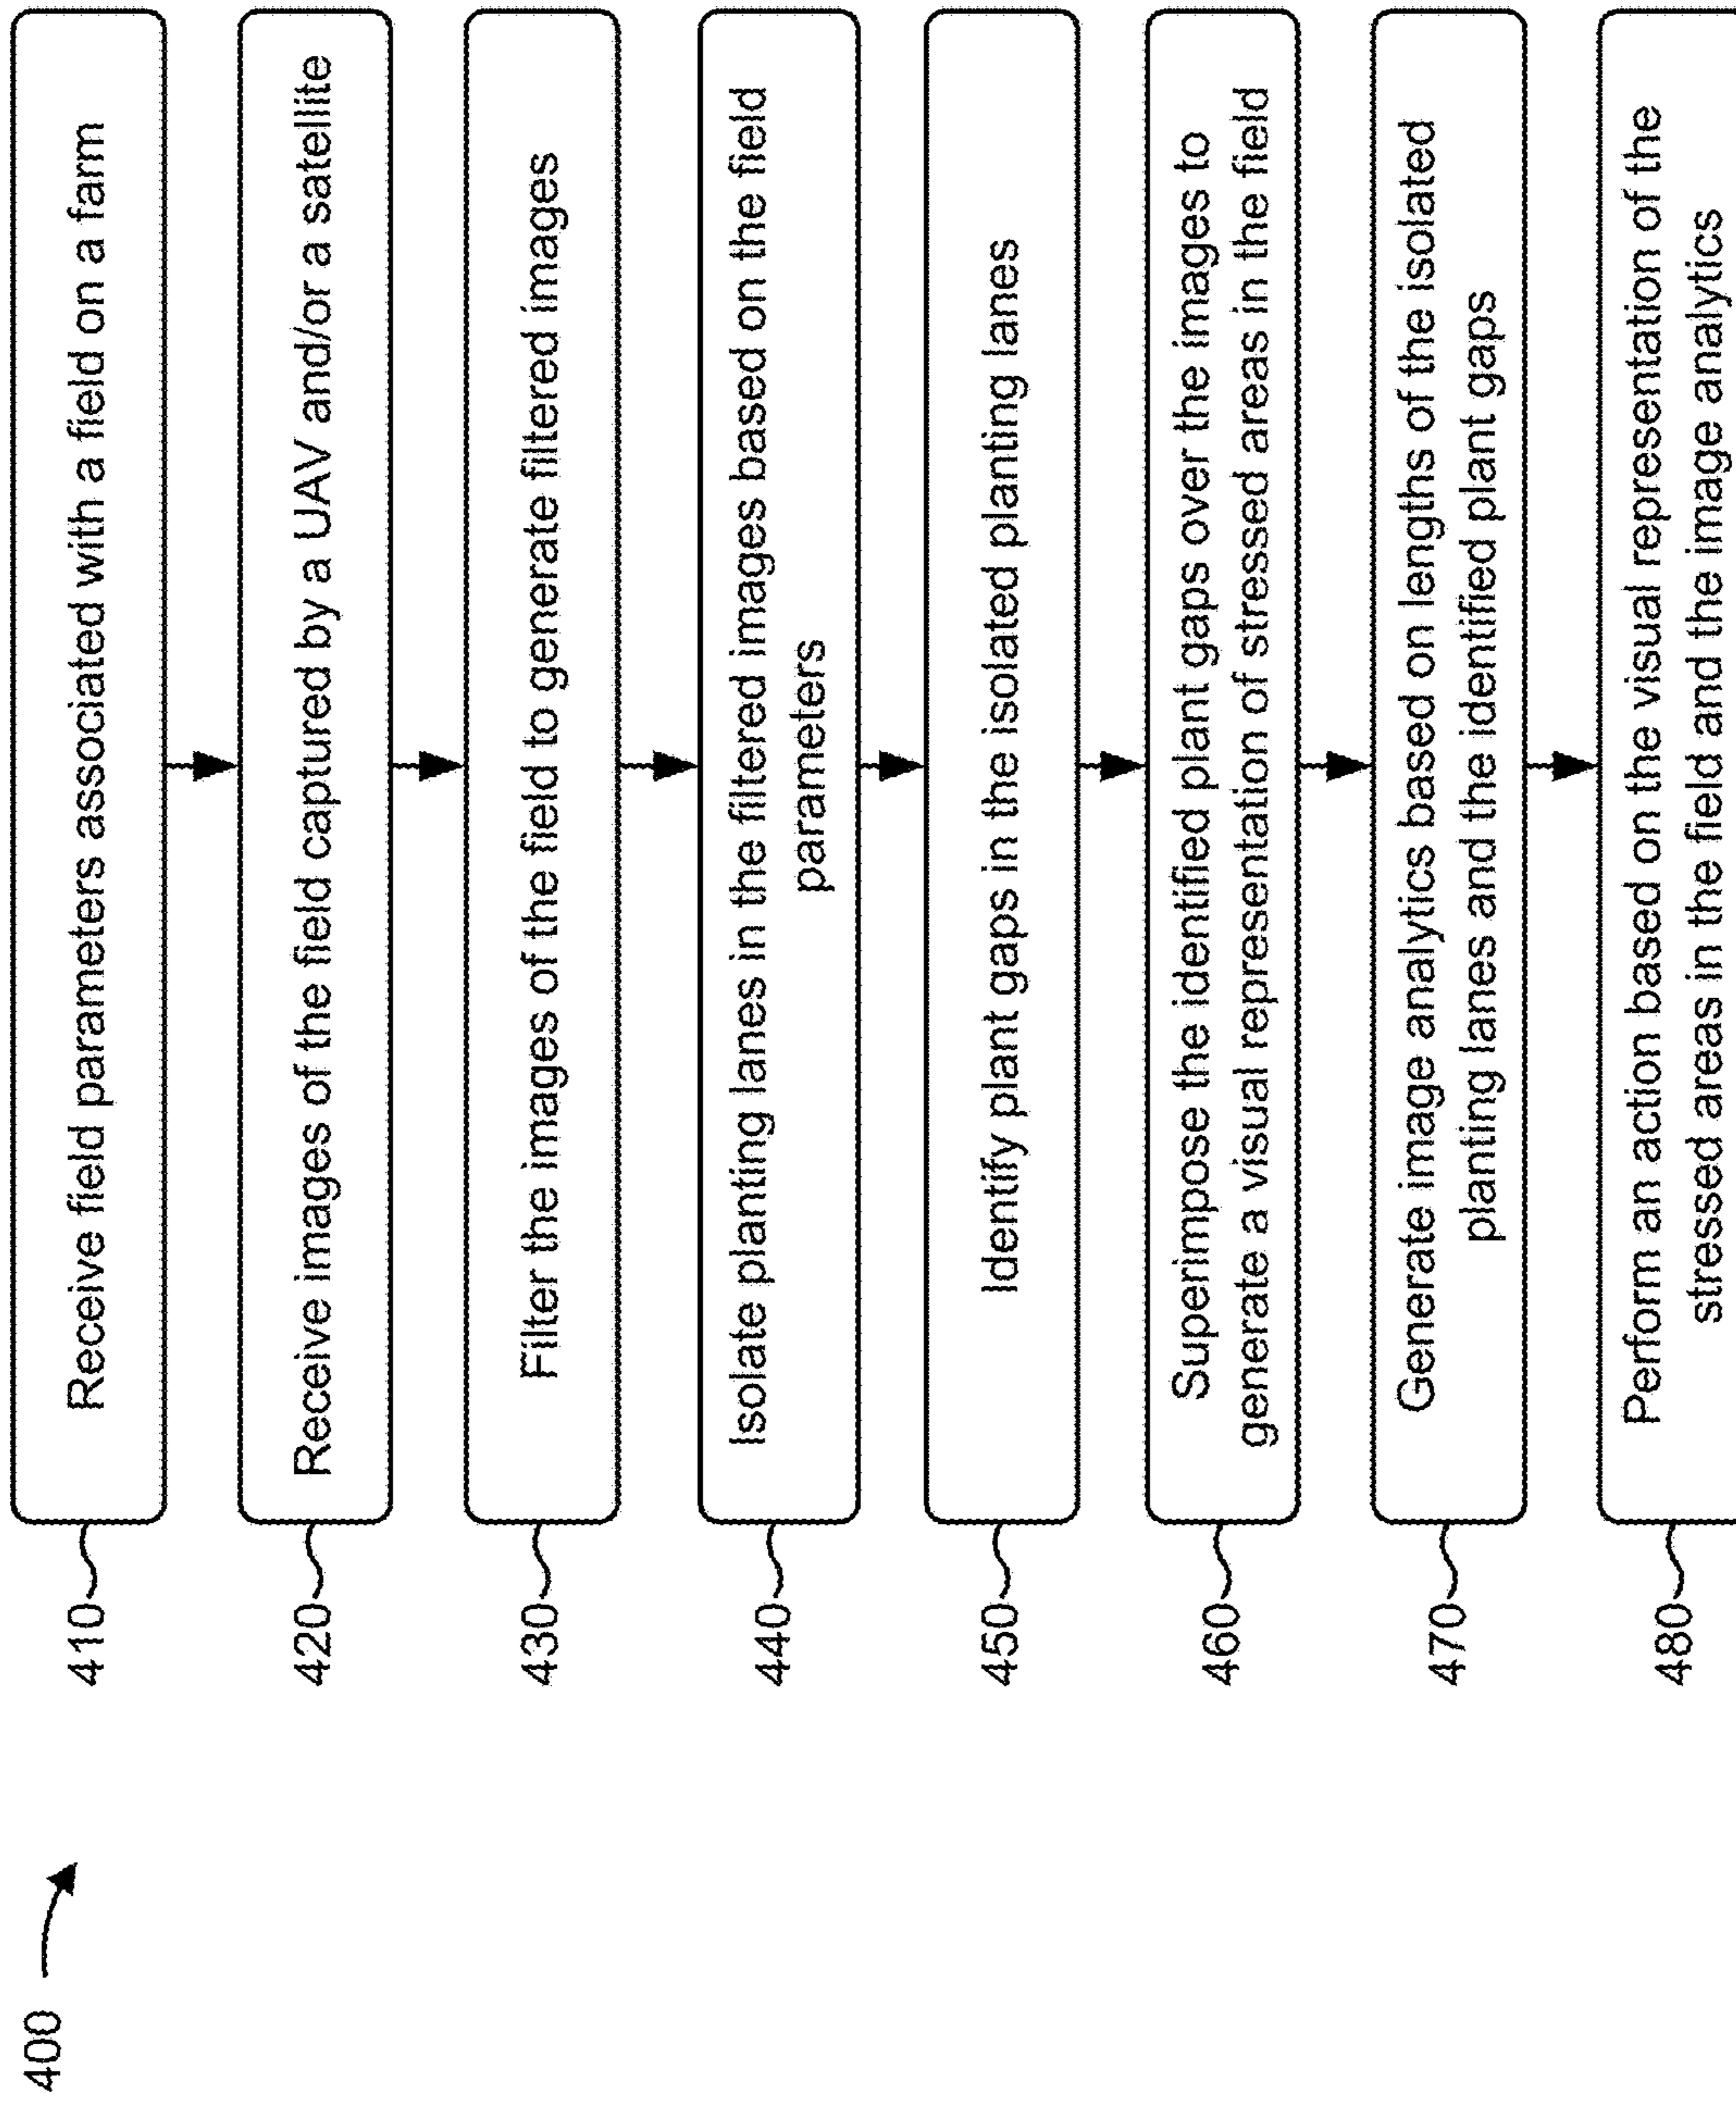 400
410
Receive field parameters associated with a field on a farm
420
Receive images of the field captured by a UAV and/or a satellite
430
Filter the images of the field to generate filtered images
440
Isolate planting lanes in the filtered images based on the field
parameters
450
Identify plant gaps in the isolated planting lanes
460
Superimpose the identified plant gaps over the images to
generate a visual representation of stressed areas in the field
470
Generate image analytics based on lengths of the isolated
planting lanes and the identified plant gaps
480
Perform an action based on the visual representation of the
stressed areas in the field and the image analytics